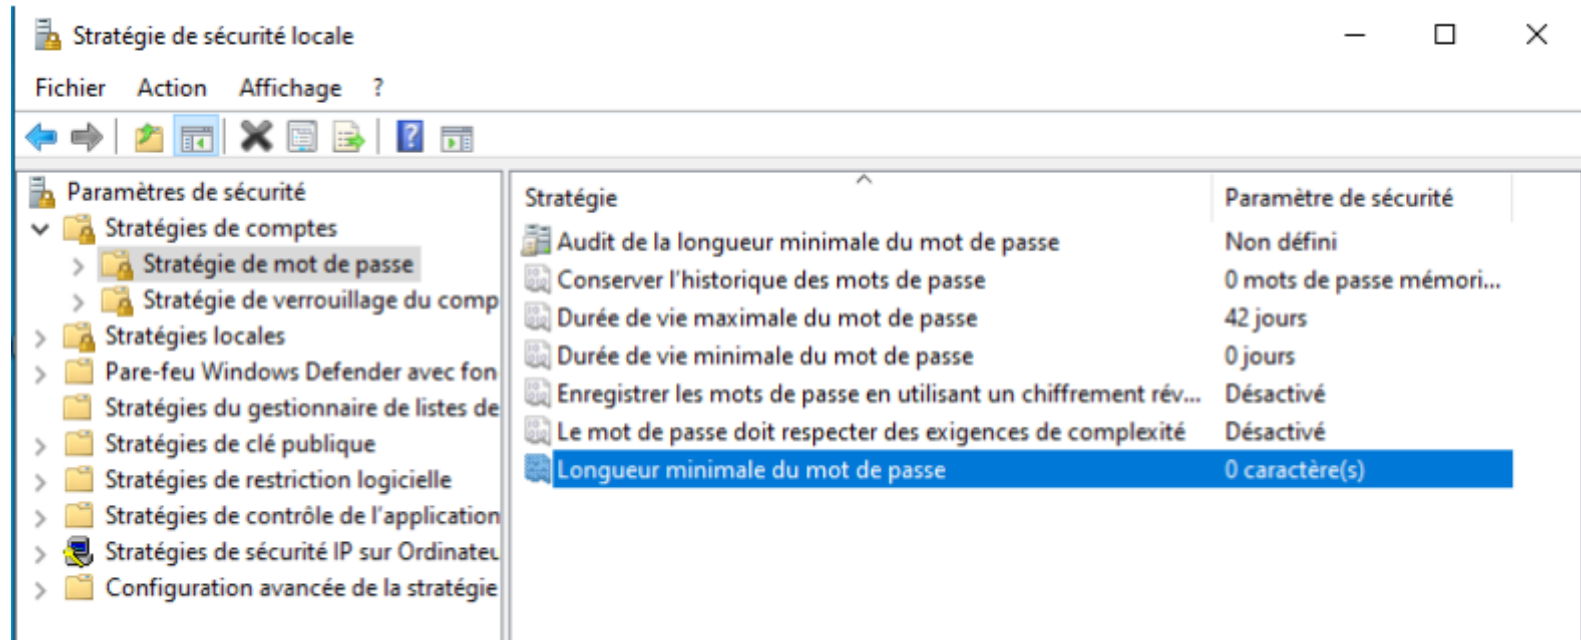 Stratégie de sécurité locale
Fichier Action Affichage ?
Paramètres de sécurité
Stratégies de comptes
Stratégie de mot de passe
Stratégie de verrouillage du comp
Stratégies locales
Pare-feu Windows Defender avec fon
Stratégies du gestionnaire de listes de
Stratégies de clé publique
Stratégies de restriction logicielle
Stratégies de contrôle de l'application
Stratégies de sécurité IP sur Ordinateu
Configuration avancée de la stratégie
Stratégie Paramètre de sécurité
Audit de la longueur minimale du mot de passe Non défini
Conserver l'historique des mots de passe 0 mots de passe mémori...
Durée de vie maximale du mot de passe 42 jours
Durée de vie minimale du mot de passe 0 jours
Enregistrer les mots de passe en utilisant un chiffrement rév... Désactivé
Le mot de passe doit respecter des exigences de complexité Désactivé
Longueur minimale du mot de passe 0 caractère(s)